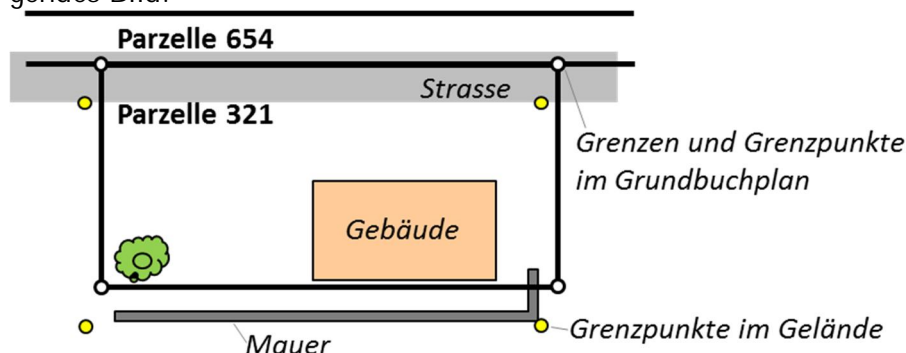 Parzelle 654
Strasse
Parzelle 321
Grenzen und Grenzpunkte
im Grundbuchplan
Gebäude
Grenzpunkte im Gelände
Mauer